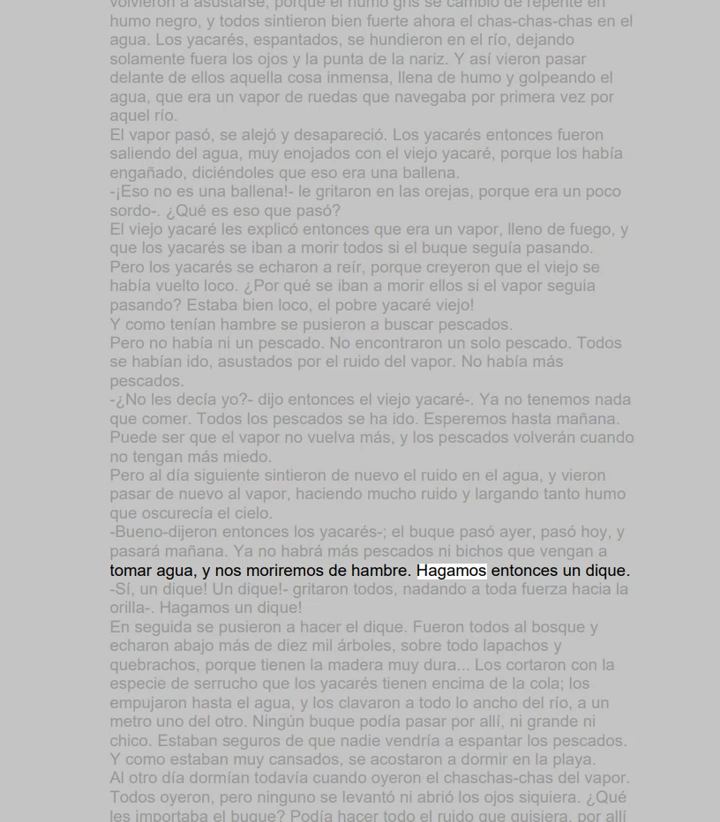 volvieron a asustarse, porque el humo gris se cambió de repente en
humo negro, y todos sintieron bien fuerte ahora el chas-chas-chas en el
agua. Los yacarés, espantados, se hundieron en el río, dejando
solamente fuera los ojos y la punta de la nariz. Y así vieron pasar
delante de ellos aquella cosa inmensa, llena de humo y golpeando el
agua, que era un vapor de ruedas que navegaba por primera vez por
aquel río.
El vapor pasó, se alejó y desapareció. Los yacarés entonces fueron
saliendo del agua, muy enojados con el viejo yacaré, porque los había
engañado, diciéndoles que eso era una ballena.
-¡Eso no es una ballena!- le gritaron en las orejas, porque era un poco
sordo-. ¿Qué es eso que pasó?
El viejo yacaré les explicó entonces que era un vapor, lleno de fuego, y
que los yacarés se iban a morir todos si el buque seguía pasando.
Pero los yacarés se echaron a reír, porque creyeron que el viejo se
había vuelto loco. ¿Por qué se iban a morir ellos si el vapor seguia
pasando? Estaba bien loco, el pobre yacaré viejo!
Y como tenían hambre se pusieron a buscar pescados.
Pero no había ni un pescado. No encontraron un solo pescado. Todos
se habían ido, asustados por el ruido del vapor. No había más
pescados.
-¿No les decía yo?- dijo entonces el viejo yacaré-. Ya no tenemos nada
que comer. Todos los pescados se ha ido. Esperemos hasta mañana.
Puede ser que el vapor no vuelva más, y los pescados volverán cuando
no tengan más miedo.
Pero al día siguiente sintieron de nuevo el ruido en el agua, y vieron
pasar de nuevo al vapor, haciendo mucho ruido y largando tanto humo
que oscurecía el cielo.
-Bueno-dijeron entonces los yacarés-; el buque pasó ayer, pasó hoy, y
pasará mañana. Ya no habrá más pescados ni bichos que vengan a
tomar agua, y nos moriremos de hambre. Hagamos entonces un dique.
-Sí, un dique! Un dique!- gritaron todos, nadando a toda fuerza hacia la
orilla-. Hagamos un dique!
En seguida se pusieron a hacer el dique. Fueron todos al bosque y
echaron abajo más de diez mil árboles, sobre todo lapachos y
quebrachos, porque tienen la madera muy dura... Los cortaron con la
especie de serrucho que los yacarés tienen encima de la cola; los
empujaron hasta el agua, y los clavaron a todo lo ancho del río, a un
metro uno del otro. Ningún buque podía pasar por allí, ni grande ni
chico. Estaban seguros de que nadie vendría a espantar los pescados.
Y como estaban muy cansados, se acostaron a dormir en la playa.
Al otro día dormían todavía cuando oyeron el chaschas-chas del vapor.
Todos oyeron, pero ninguno se levantó ni abrió los ojos siquiera. ¿Qué
les importaba el buque? Podía hacer todo el ruido que quisiera, por allí